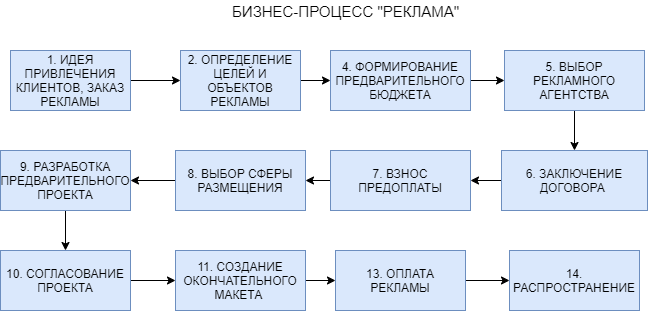 БИЗНЕС-ПРОЦЕСС "РЕКЛАМА"
1. ИДЕЯ
ПРИВЛЕЧЕНИЯ
КЛИЕНТОВ, ЗАКАЗ
РЕКЛАМЫ
2. ОПРЕДЕЛЕНИЕ
ЦЕЛЕЙ И
ОБЪЕКТОВ
РЕКЛАМЫ
4. ФОРМИРОВАНИЕ
ПРЕДВАРИТЕЛЬНОГО
БЮДЖЕТА
5. ВЫБОР
РЕКЛАМНОГО
АГЕНТСТВА
6. ЗАКЛЮЧЕНИЕ
ДОГОВОРА
7. ВЗНОС
ПРЕДОПЛАТЫ
8. ВЫБОР СФЕРЫ
РАЗМЕЩЕНИЯ
9. РАЗРАБОТКА
ПРЕДВАРИТЕЛЬНОГО
ПРОЕКТА
10. СОГЛАСОВАНИЕ
ПРОЕКТА
11. СОЗДАНИЕ
ОКОНЧАТЕЛЬНОГО
МАКЕТА
13. ОПЛАТА
РЕКЛАМЫ
14.
РАСПРОСТРАНЕНИЕ